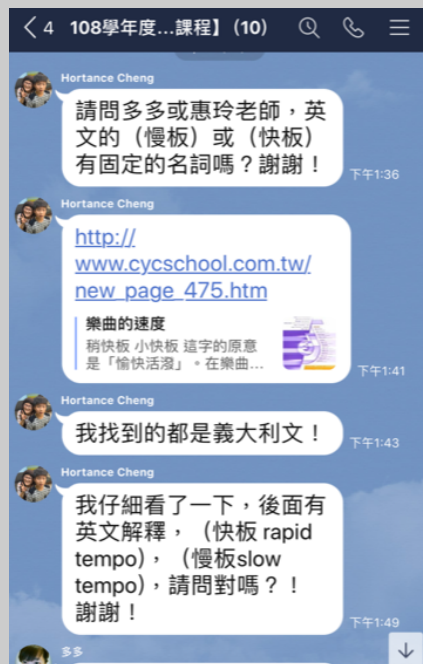 4 108學年度...課程】(10)
Hortance Cheng
請問多多或惠玲老師，英
文的（慢板）或（快板）
有固定的名詞嗎？謝謝！
下午1:36
Hortance Cheng
http://
www.cycschool.com.tw/
new_page_475.htm
樂曲的速度
稍快板 小快板 這字的原意
是「愉快活潑」。在樂曲...
下午1:41
Hortance Cheng
我找到的都是義大利文！
下午1:43
Hortance Cheng
我仔細看了一下，後面有
英文解釋，（快板 rapid
tempo)，（慢板slow
tempo)，請問對嗎？！
謝謝！
下午1:49
多多